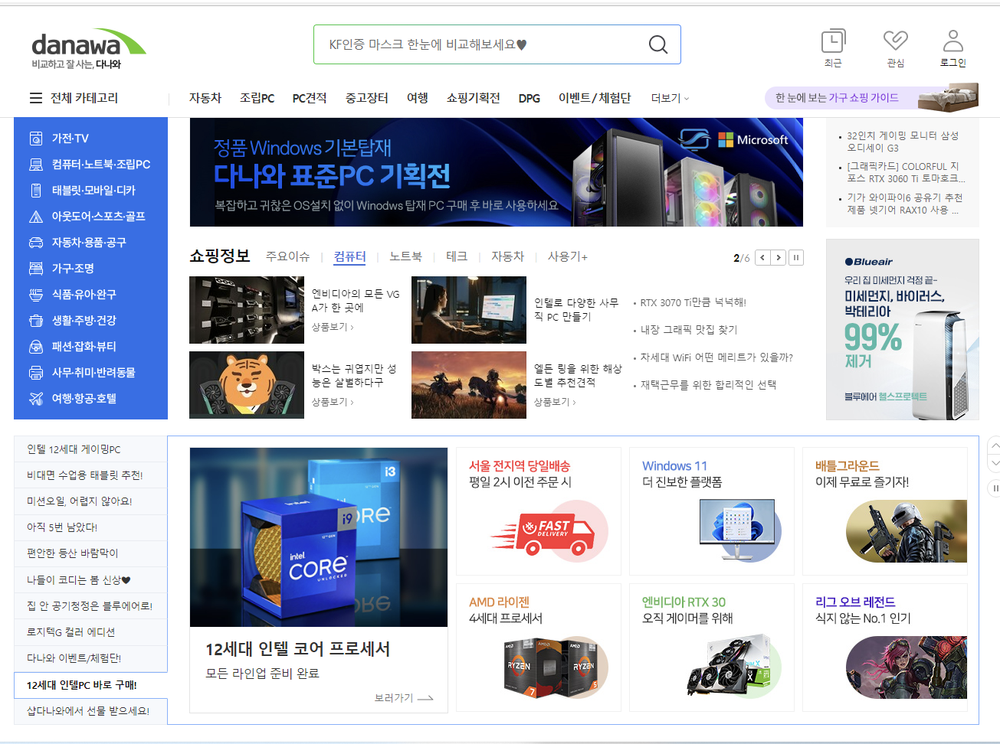 danawa
비교하고 잘 사는, 다나와
KF인증 마스크 한눈에 비교해보세요♥
최근
관심
로그인
전체 카테고리
자동차
조립PC
PC견적
중고장터
여행
쇼핑기획전
DPG
이벤트/체험단
더보기
한 눈에 보는 가구 쇼핑 가이드
가전·TV
컴퓨터·노트북·조립PC
태블릿·모바일·디카
아웃도어·스포츠·골프
자동차·용품·공구
가구·조명
식품·유아·완구
생활·주방·건강
패션·잡화·뷰티
사무·취미·반려동물
여행·항공·호텔
정품 Windows 기본탑재
다나와 표준PC 기획전
복잡하고 귀찮은 OS설치 없이 Winodws 탑재 PC 구매 후 바로 사용하세요
Microsoft
32인치 게이밍 모니터 삼성
오디세이 G3
[그래픽카드] COLORFUL 지
포스 RTX 3060 Ti 토마호크...
기가 와이파이6 공유기 추천
제품 넷기어 RAX10 사용 ...
쇼핑정보
주요이슈
컴퓨터
노트북
테크
자동차
사용기+
2/6
엔비디아의 모든 VG
A가 한 곳에
상품보기 >
인텔로 다양한 사무
직 PC 만들기
박스는 귀엽지만 성
능은 살벌하다구
상품보기 >
엘든 링을 위한 해상
도별 추천견적
상품보기 >
RTX 3070 Ti만큼 넉넉해!
내장 그래픽 맛집 찾기
차세대 WiFi 어떤 메리트가 있을까?
재택근무를 위한 합리적인 선택
Blueair
우리 집 미세먼지 걱정 끝-
미세먼지, 바이러스,
박테리아
99%
제거
블루에어 헬스프로텍트
인텔 12세대 게이밍PC
비대면 수업용 태블릿 추천!
미션오일, 어렵지 않아요!
아직 5번 남았다!
편안한 등산 바람막이
나들이 코디는 봄 신상♥
집 안 공기청정은 블루에어로!
로지텍G 컬러 에디션
다나와 이벤트/체험단!
12세대 인텔PC 바로 구매!
샵다나와에서 선물 받으세요!
i3
CORE
i9
12TH GEN
intel
CORE
UNLOCKED
12세대 인텔 코어 프로세서
모든 라인업 준비 완료
보러가기
서울 전지역 당일배송
평일 2시 이전 주문 시
FAST
DELIVERY
Windows 11
더 진보한 플랫폼
배틀그라운드
이제 무료로 즐기자!
AMD 라이젠
4세대 프로세서
AMD
RYZEN
7
AMD
RYZEN
5
엔비디아 RTX 30
오직 게이머를 위해
리그 오브 레전드
식지 않는 No.1 인기